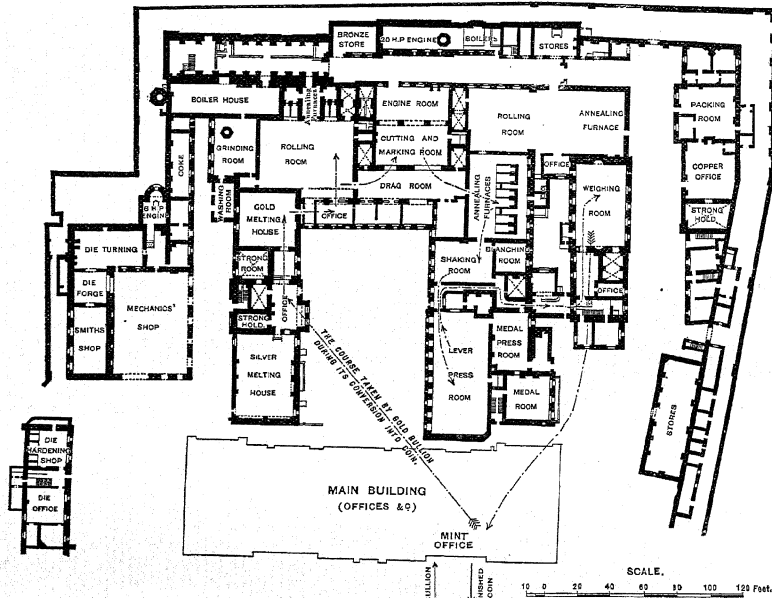 BRONZE
STORE
20 H.P ENGINE
BOILERS
STORES
BOILER HOUSE
Annealing
Furnaces
ENGINE ROOM
ROLLING
ROOM
ANNEALING
FURNACE
PACKING
ROOM
GRINDING
ROOM
ROLLING
ROOM
CUTTING AND
MARKING ROOM
COKE
OFFICE
COPPER
OFFICE
WASHING
ROOM
DRAG ROOM
ANNEALING
FURNACES
WEIGHING
ROOM
STRONG
HOLD
6 H.P
ENGINE
GOLD
MELTING
HOUSE
OFFICE
DIE TURNING
STRONG
ROOM
SHAKING
ROOM
BLANCHING
ROOM
DIE
FORGE
OFFICE
OFFICE
MECHANICS'
SHOP
STRONG
HOLD.
SMITHS
SHOP
LEVER
PRESS
ROOM
MEDAL
PRESS
ROOM
SILVER
MELTING
HOUSE
MEDAL
ROOM
STORES
THE COURSE TAKEN BY GOLD BULLION
DURING ITS CONVERSION INTO COIN.
DIE
HARDENING
SHOP
DIE
OFFICE
MAIN BUILDING
(OFFICES &c)
MINT
OFFICE
BULLION
COIN
SCALE.
10 0 20 40 60 80 100 120 Feet.